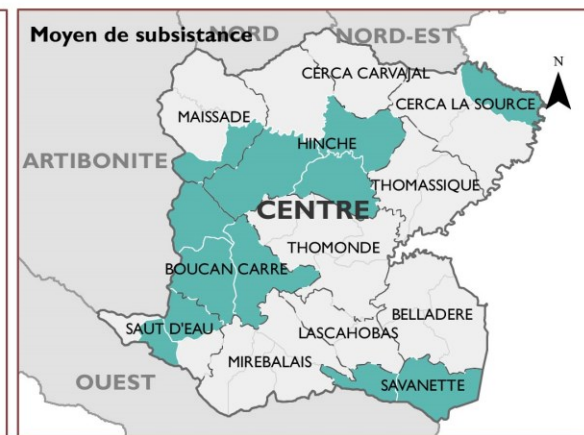 Moyen de subsistance
NORD
NORD-EST
N
CERCA CARVAJAL
CERCA LA SOURCE
MAISSADE
HINCHE
ARTIBONITE
THOMASSIQUE
CENTRE
THOMONDE
BOUCAN CARRE
BELLADERE
SAUT D'EAU
LASCAHOBAS
MIREBALAIS
OUEST
SAVANETTE